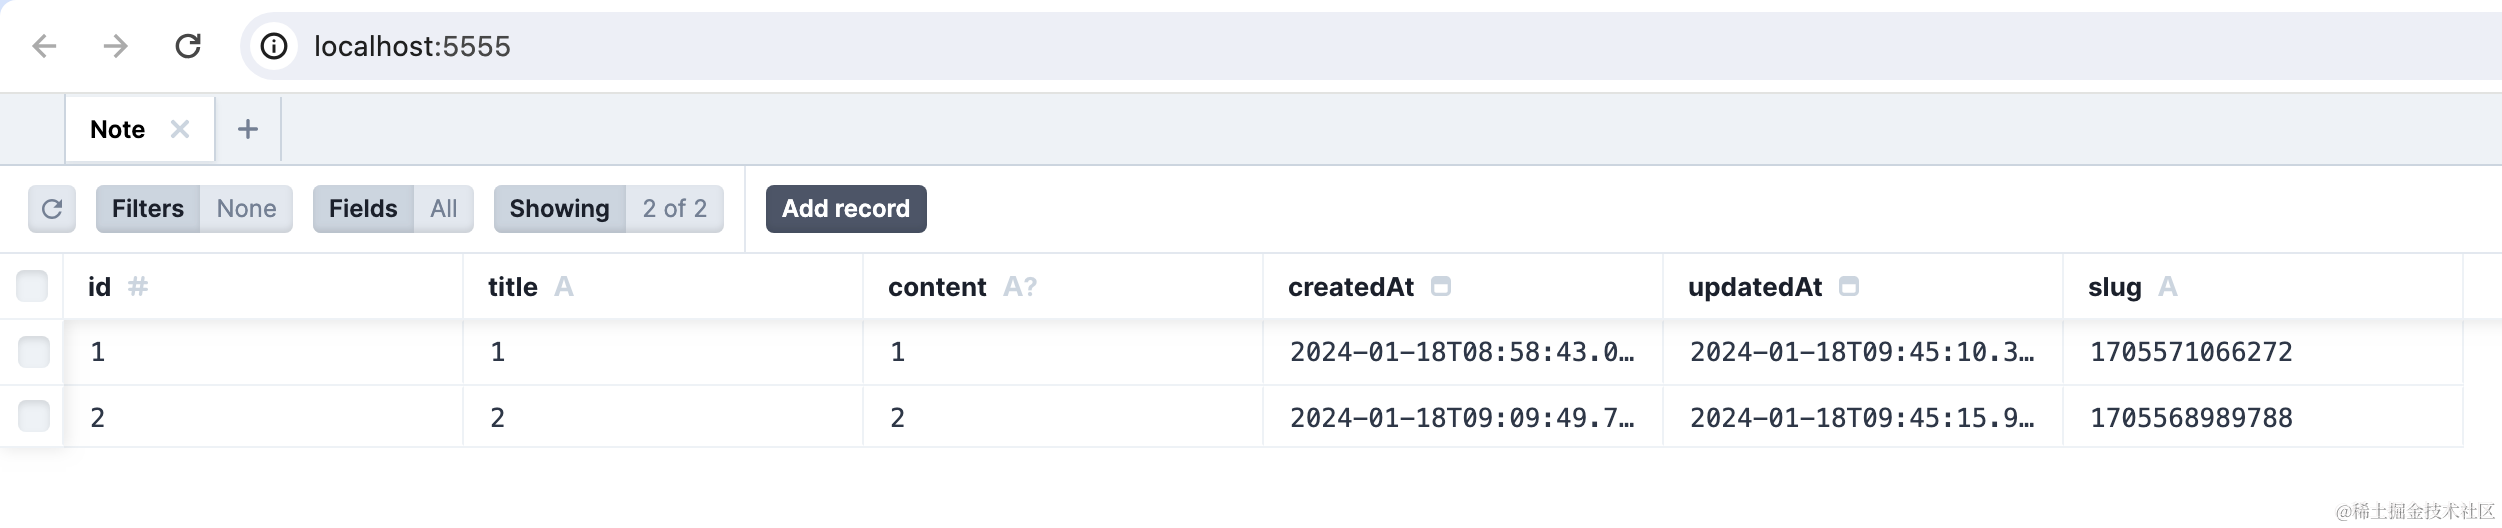 localhost:5555
Note
Filters None Fields All Showing 2 of 2 Add record
id # title A content A? createdAt updatedAt slug A
1 1 1 2024-01-18T08:58:43.0… 2024-01-18T09:45:10.3… 1705571066272
2 2 2 2024-01-18T09:09:49.7… 2024-01-18T09:45:15.9… 1705568989788
@稀土掘金技术社区